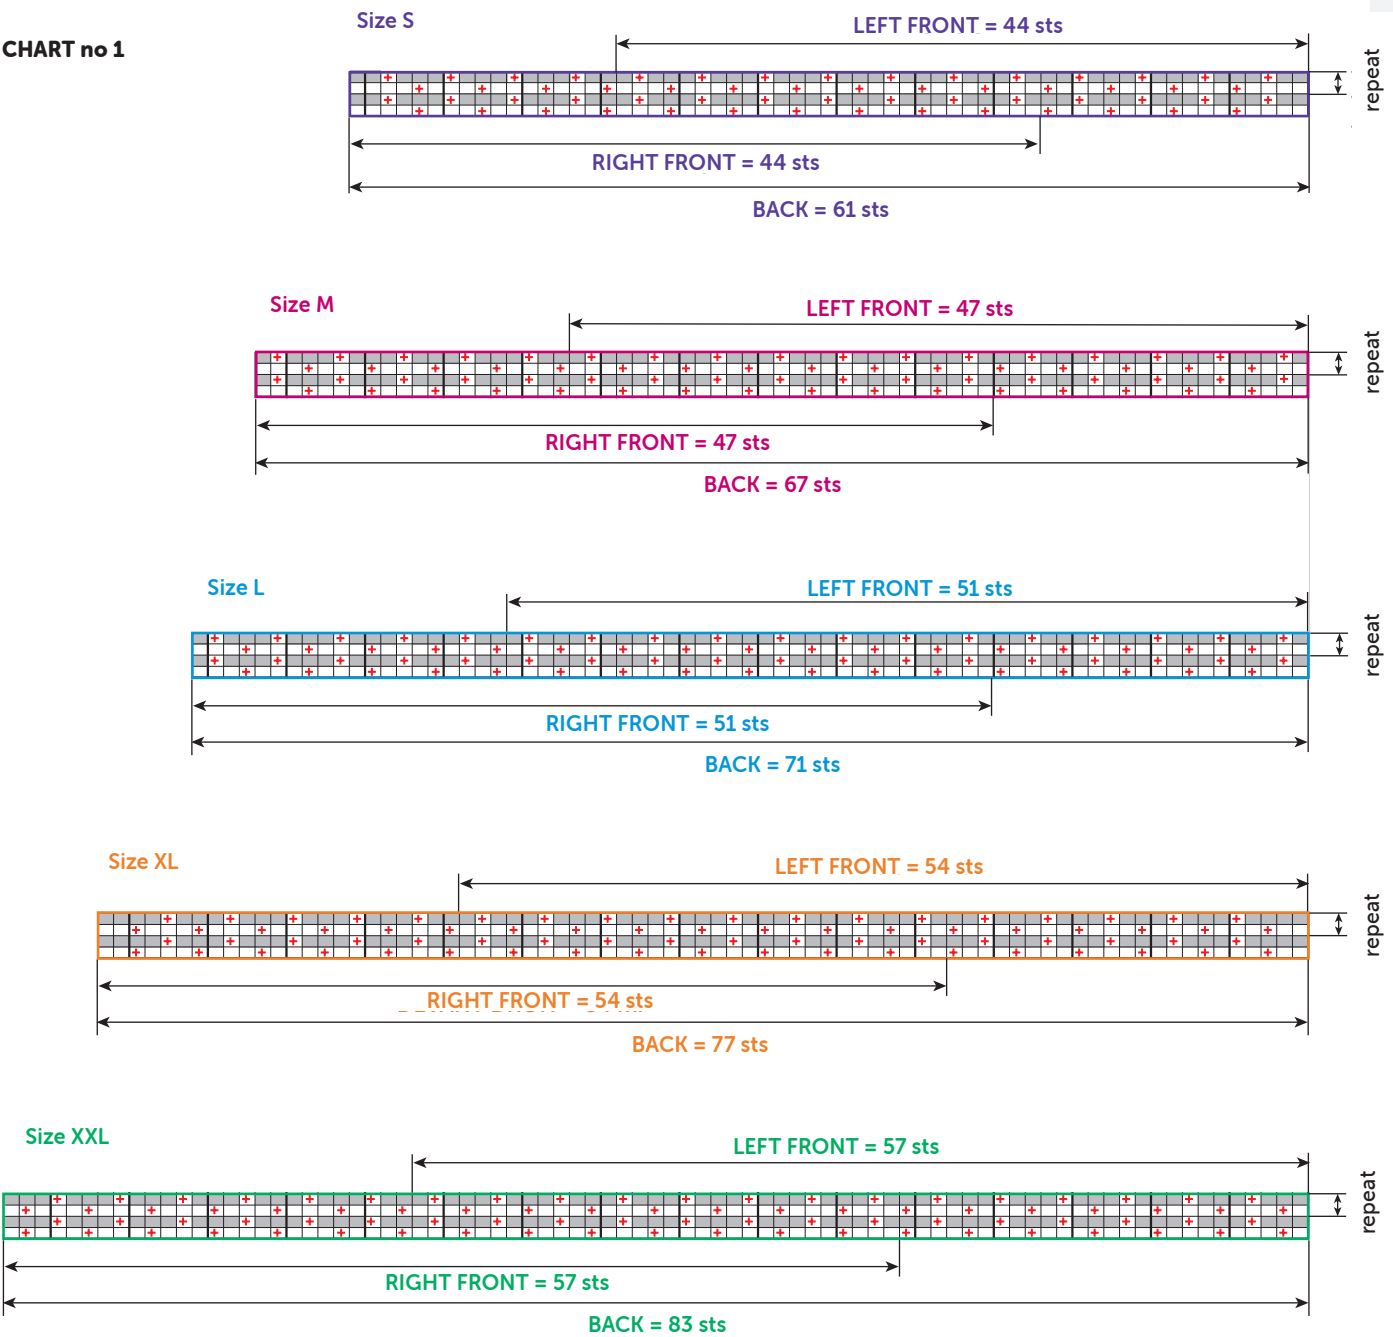 CHART no 1
Size S
LEFT FRONT = 44 sts
repeat
RIGHT FRONT = 44 sts
BACK = 61 sts
Size M
LEFT FRONT = 47 sts
repeat
RIGHT FRONT = 47 sts
BACK = 67 sts
Size L
LEFT FRONT = 51 sts
repeat
RIGHT FRONT = 51 sts
BACK = 71 sts
Size XL
LEFT FRONT = 54 sts
repeat
RIGHT FRONT = 54 sts
BACK = 77 sts
Size XXL
LEFT FRONT = 57 sts
repeat
RIGHT FRONT = 57 sts
BACK = 83 sts